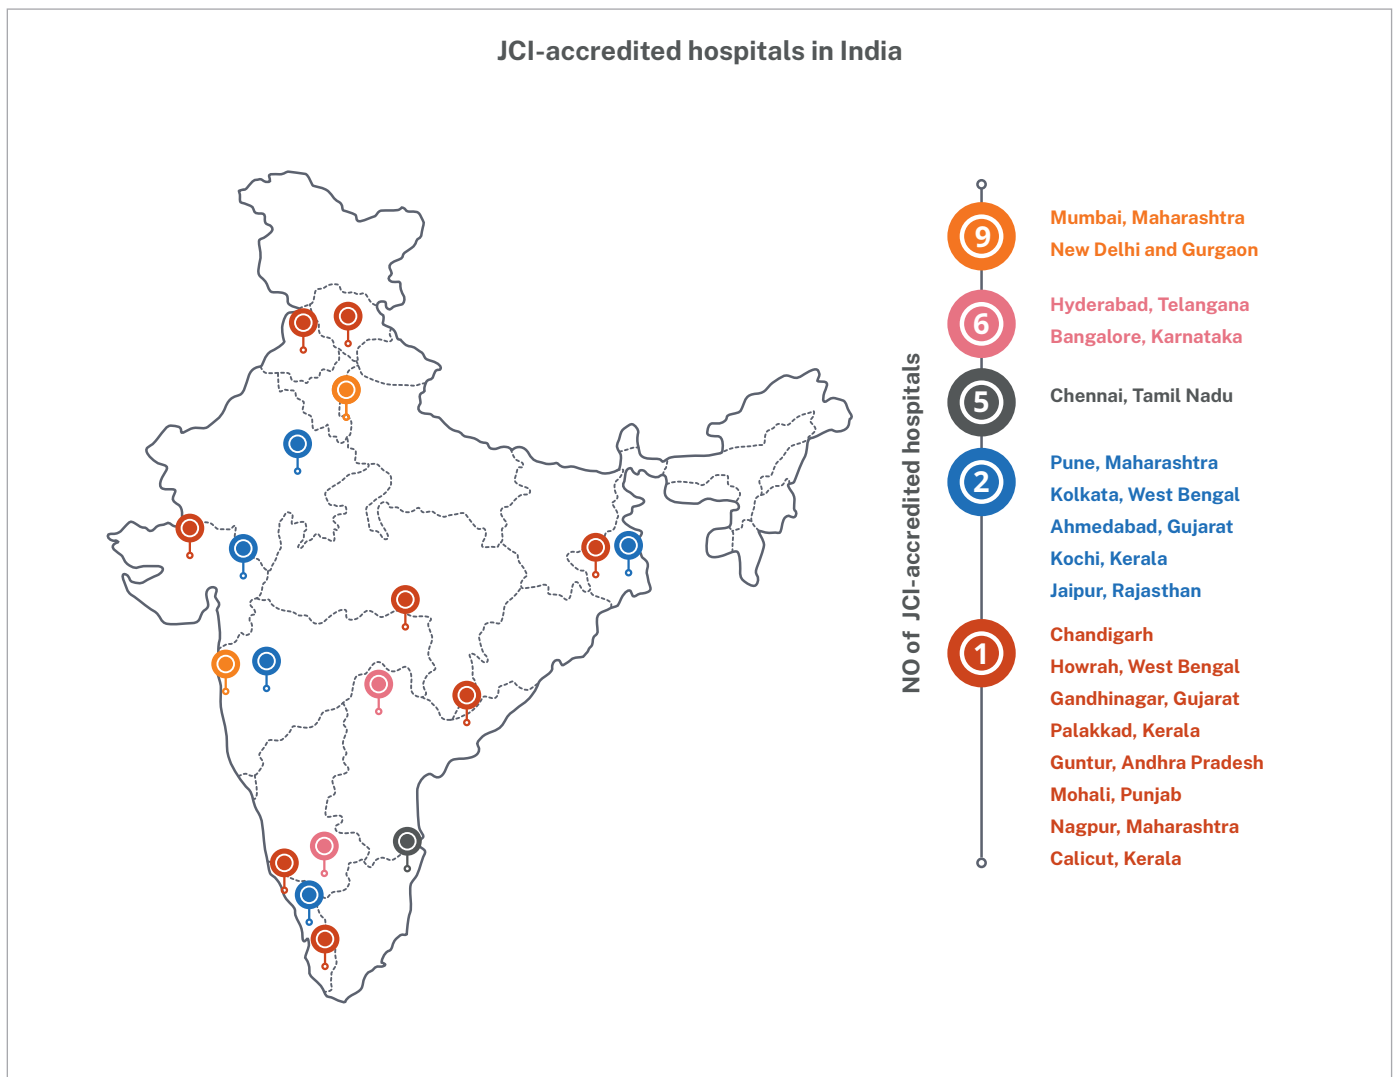 JCI-accredited hospitals in India
NO of JCI-accredited hospitals
9
Mumbai, Maharashtra
New Delhi and Gurgaon
6
Hyderabad, Telangana
Bangalore, Karnataka
5
Chennai, Tamil Nadu
2
Pune, Maharashtra
Kolkata, West Bengal
Ahmedabad, Gujarat
Kochi, Kerala
Jaipur, Rajasthan
1
Chandigarh
Howrah, West Bengal
Gandhinagar, Gujarat
Palakkad, Kerala
Guntur, Andhra Pradesh
Mohali, Punjab
Nagpur, Maharashtra
Calicut, Kerala